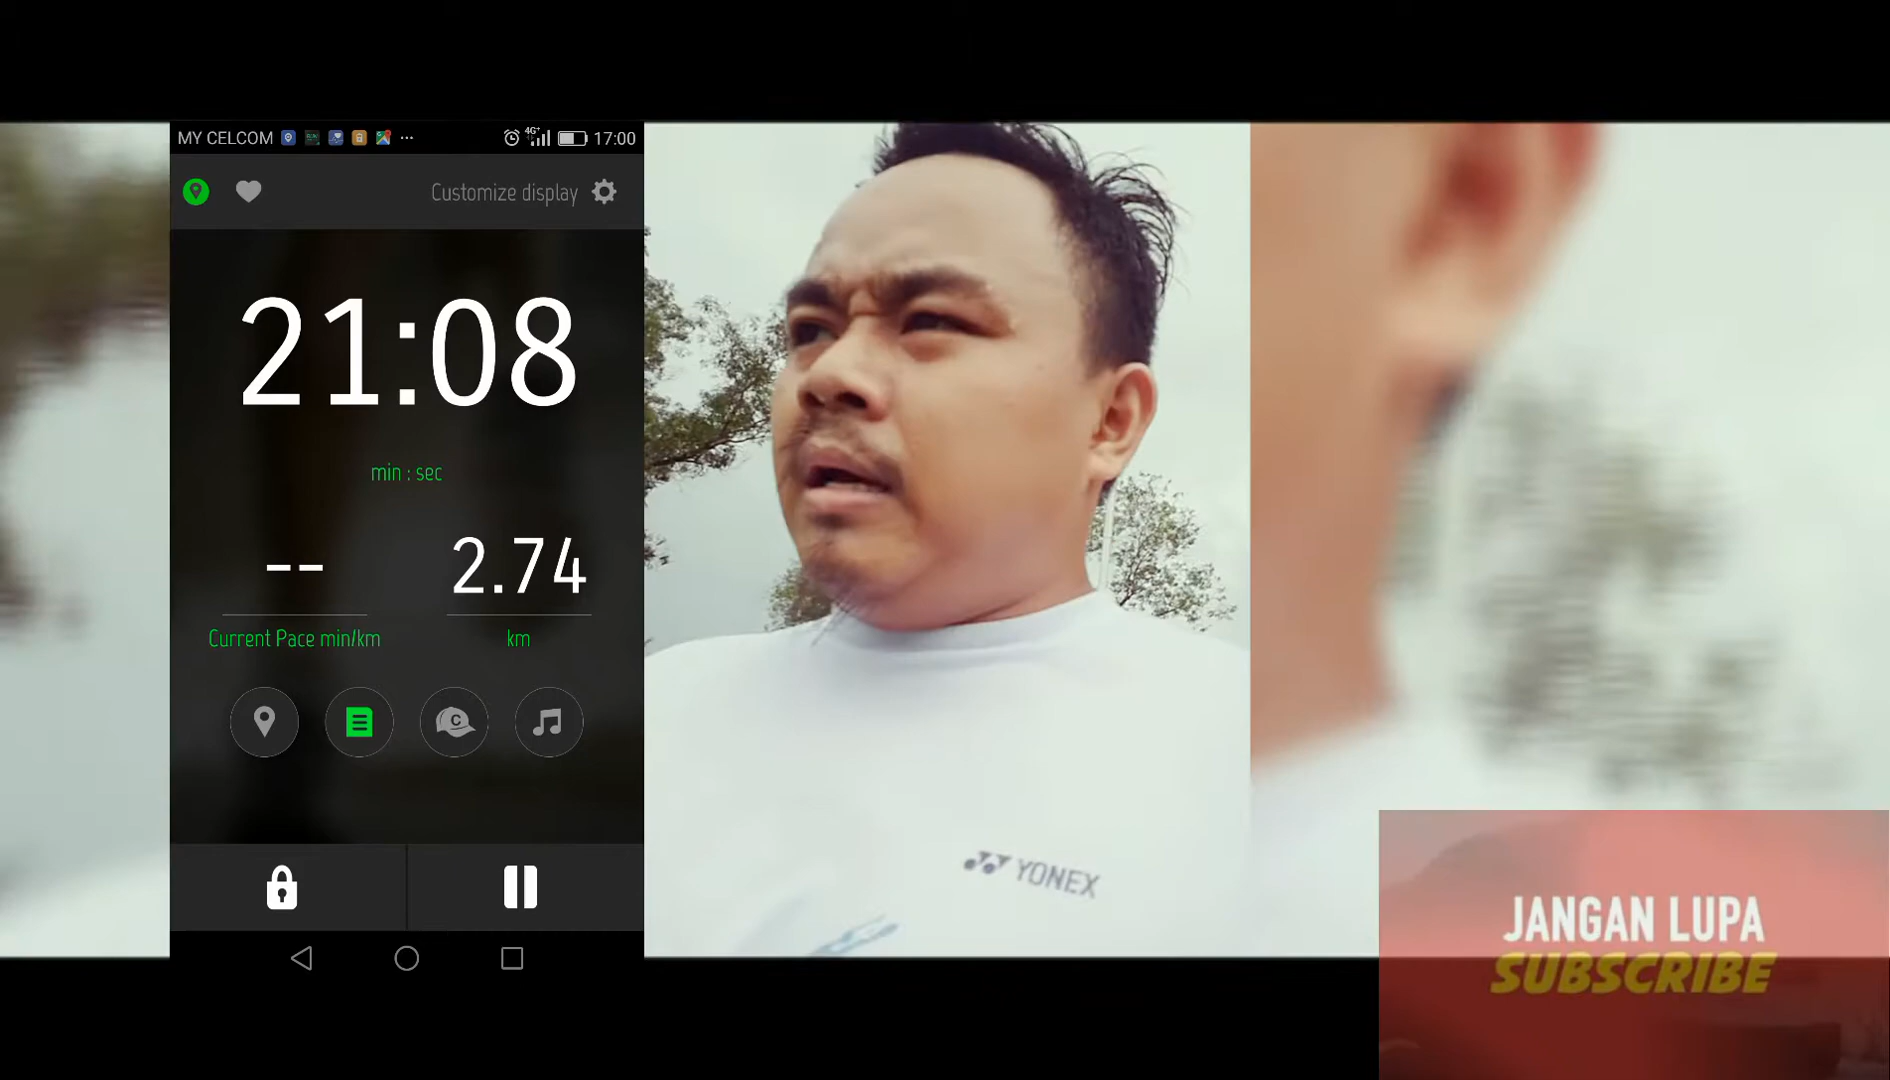 MY CELCOM ... 4G+ 17:00
Customize display
21:08
min : sec
-- 2.74
Current Pace min/km km
C
YONEX
JANGAN LUPA
SUBSCRIBE